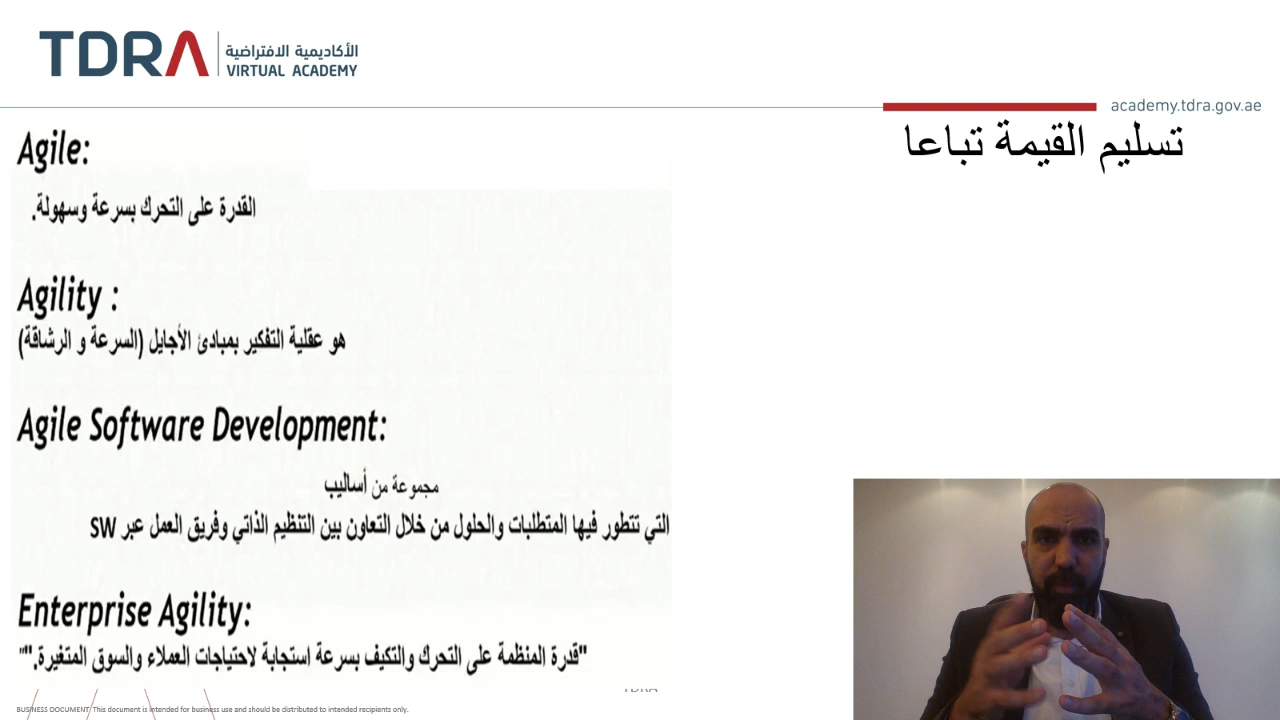 TDRA
الأكاديمية الافتراضية
VIRTUAL ACADEMY
academy.tdra.gov.ae
تسليم القيمة تباعا
Agile:
القدرة على التحرك بسرعة وسهولة.
Agility :
هو عقلية التفكير بمبادئ الأجايل (السرعة و الرشاقة)
Agile Software Development:
مجموعة من أساليب
التي تتطور فيها المتطلبات والحلول من خلال التعاون بين التنظيم الذاتي وفريق العمل عبر SW
Enterprise Agility:
"قدرة المنظمة على التحرك والتكيف بسرعة استجابة لاحتياجات العملاء والسوق المتغيرة.""
TDRA
BUSINESS DOCUMENT This document is intended for business use and should be distributed to intended recipients only.